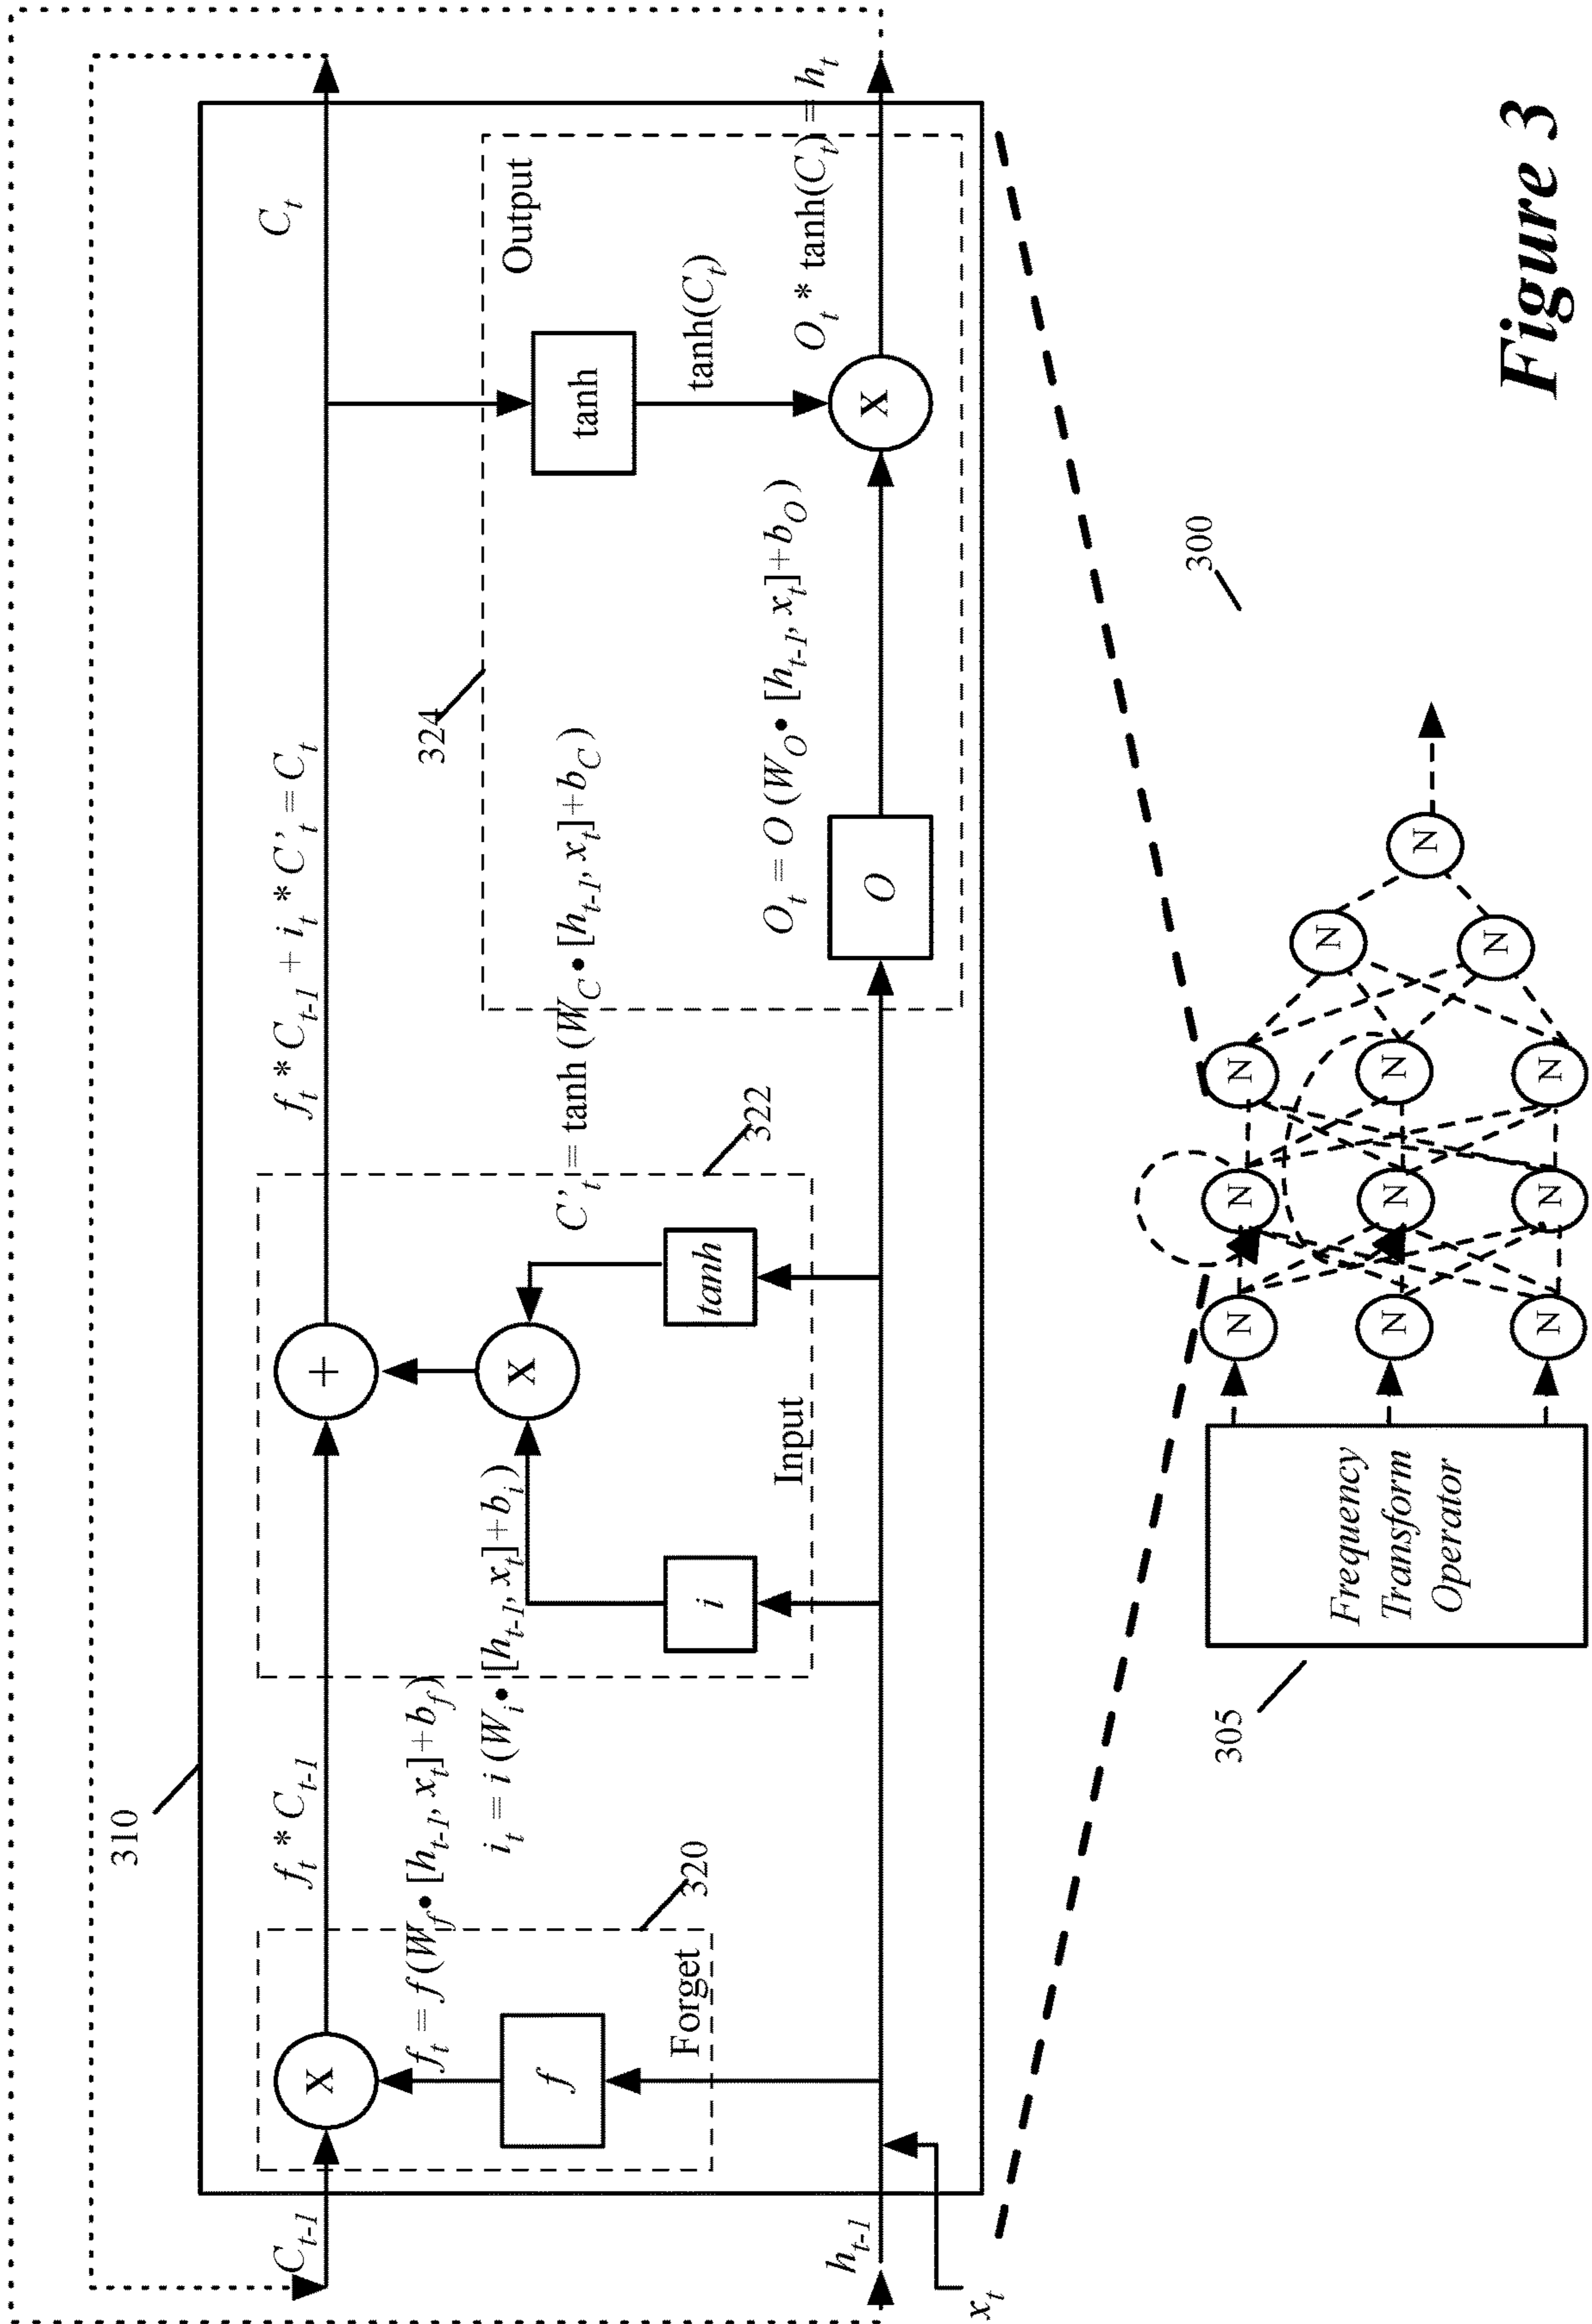 310
C_{t-1}
f_t * C_{t-1}
f_t * C_{t-1} + i_t * C'_t = C_t
C_t
X
+
f_t = f (W_f • [h_{t-1}, x_t]+b_f)
i_t = i (W_i • [h_{t-1}, x_t]+b_i)
X
C'_t = tanh (W_C • [h_{t-1}, x_t]+b_C)
324
Output
f
tanh
Forget
320
i
tanh
322
tanh(C_t)
Input
O_t = O (W_O • [h_{t-1}, x_t]+b_O)
O_t * tanh(C_t) = h_t
h_{t-1}
O
X
x_t
300
305
Frequency
Transform
Operator
N
N
N
N
N
N
N
N
N
N
N
N
Figure 3